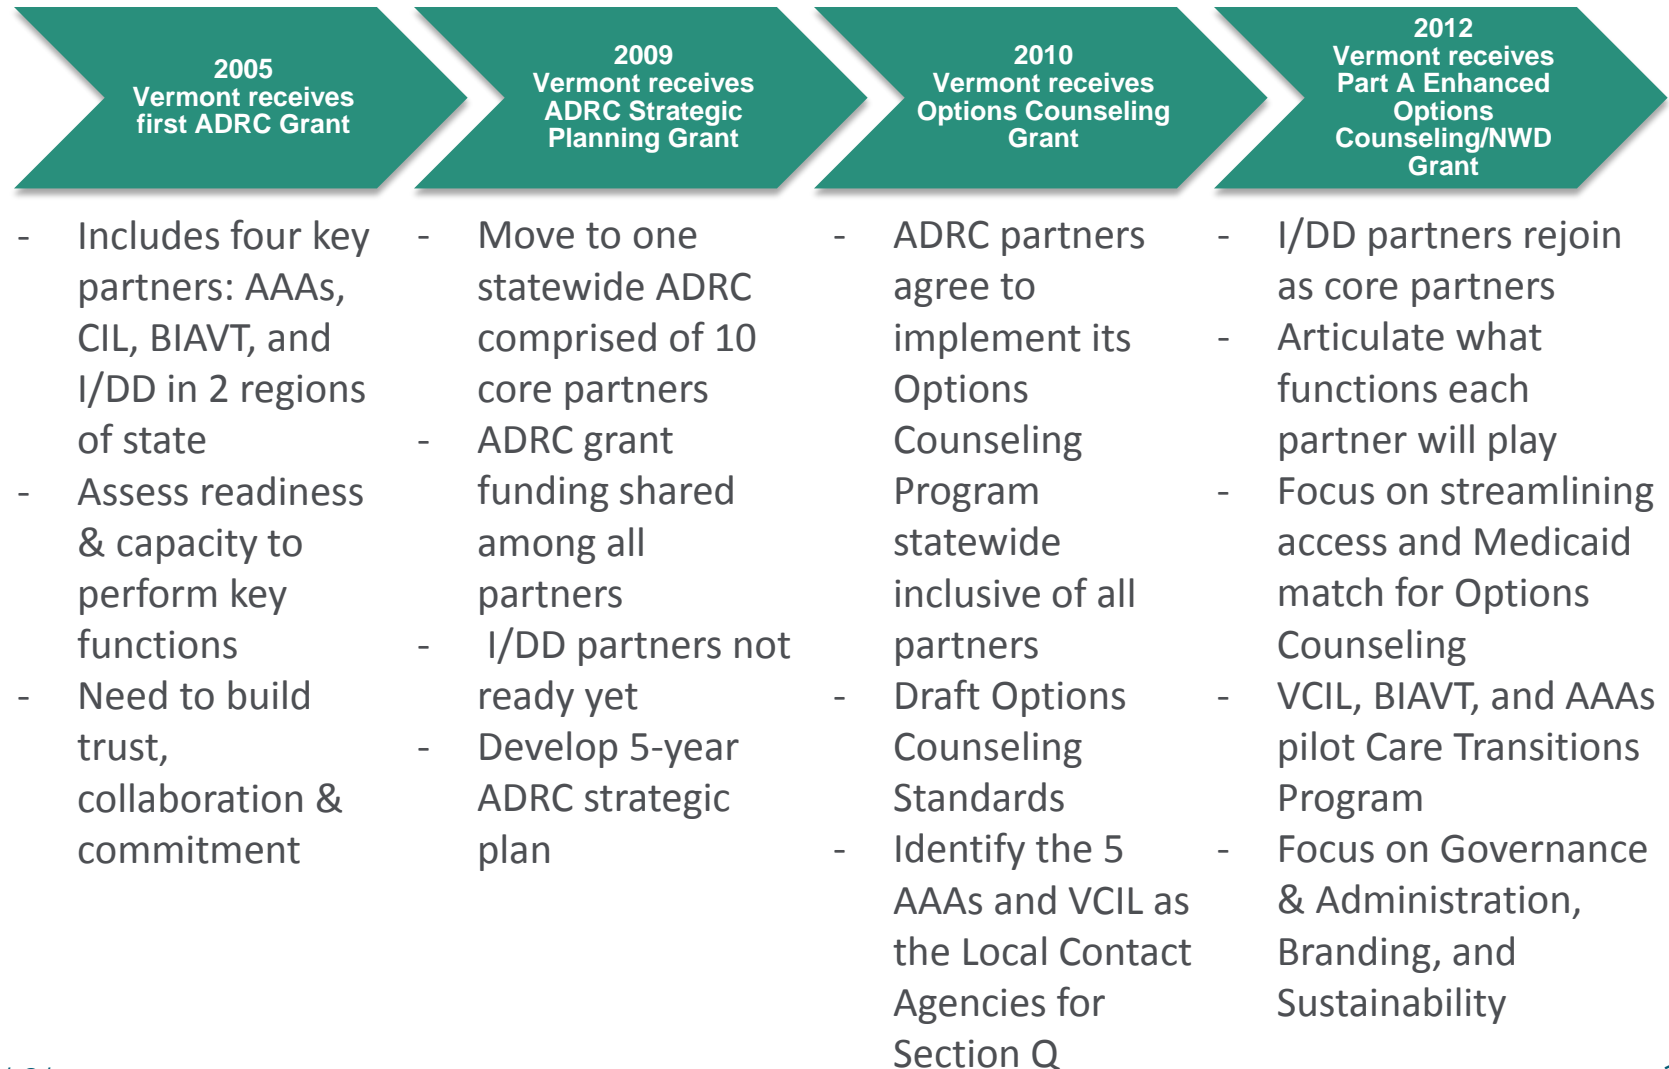 2005
Vermont receives
first ADRC Grant
2009
Vermont receives
ADRC Strategic
Planning Grant
2010
Vermont receives
Options Counseling
Grant
2012
Vermont receives
Part A Enhanced
Options
Counseling/NWD
Grant
- Includes four key
partners: AAAs,
CIL, BIAVT, and
I/DD in 2 regions
of state
- Assess readiness
& capacity to
perform key
functions
- Need to build
trust,
collaboration &
commitment
- Move to one
statewide ADRC
comprised of 10
core partners
- ADRC grant
funding shared
among all
partners
- I/DD partners not
ready yet
- Develop 5-year
ADRC strategic
plan
- ADRC partners
agree to
implement its
Options
Counseling
Program
statewide
inclusive of all
partners
- Draft Options
Counseling
Standards
- Identify the 5
AAAs and VCIL as
the Local Contact
Agencies for
Section Q
- I/DD partners rejoin
as core partners
- Articulate what
functions each
partner will play
- Focus on streamlining
access and Medicaid
match for Options
Counseling
- VCIL, BIAVT, and AAAs
pilot Care Transitions
Program
- Focus on Governance
& Administration,
Branding, and
Sustainability